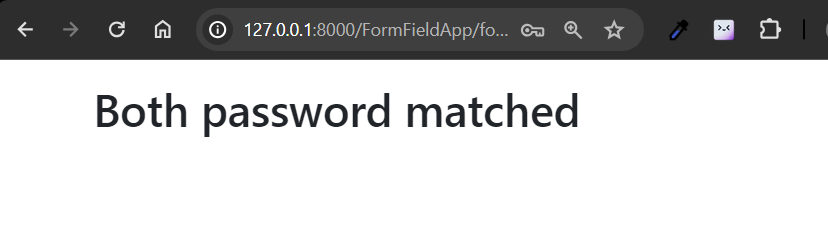 127.0.0.1:8000/FormFieldApp/fo...
Both password matched